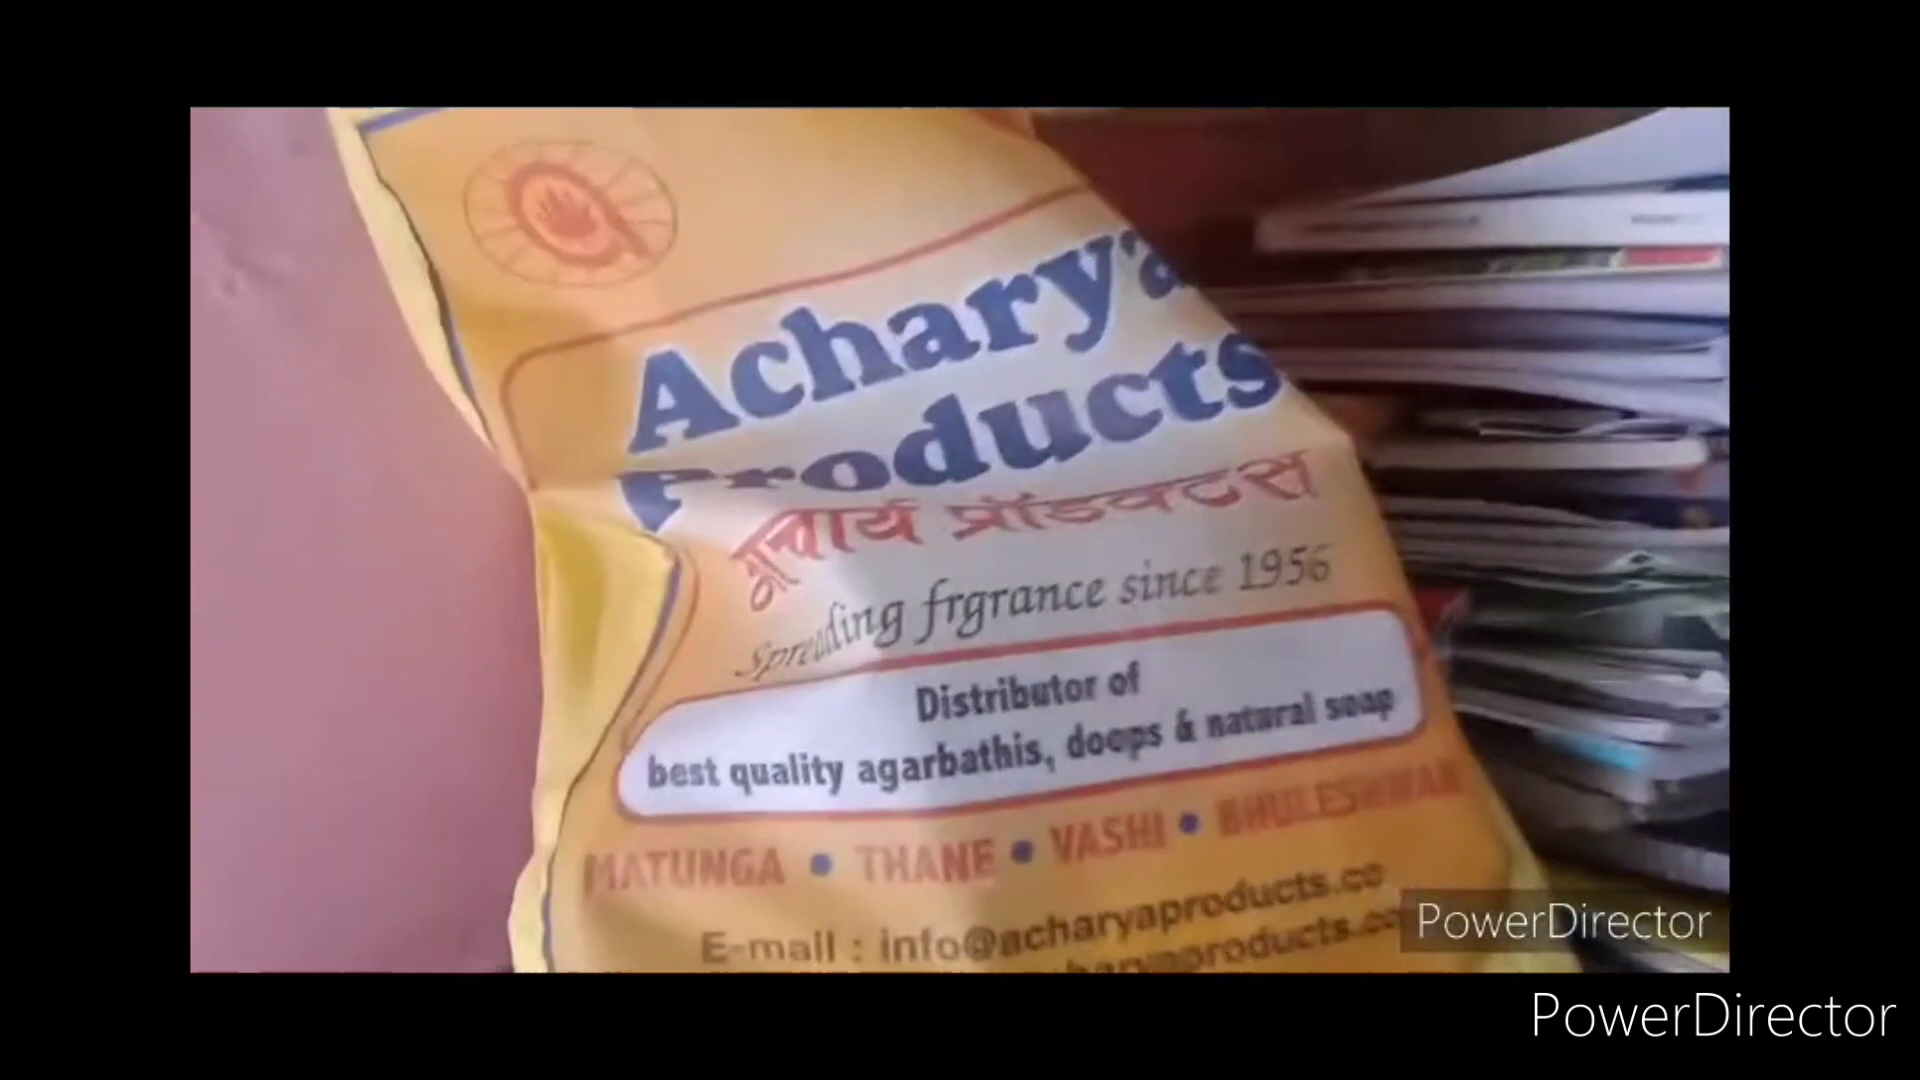 Acharya
Products
आचार्य प्रॉडक्टस
Spreading frgrance since 1956
Distributor of
best quality agarbathis, doops & natural soap
MATUNGA • THANE • VASHI • BHULESHWAR
E-mail : info@acharyaproducts.co
PowerDirector
PowerDirector